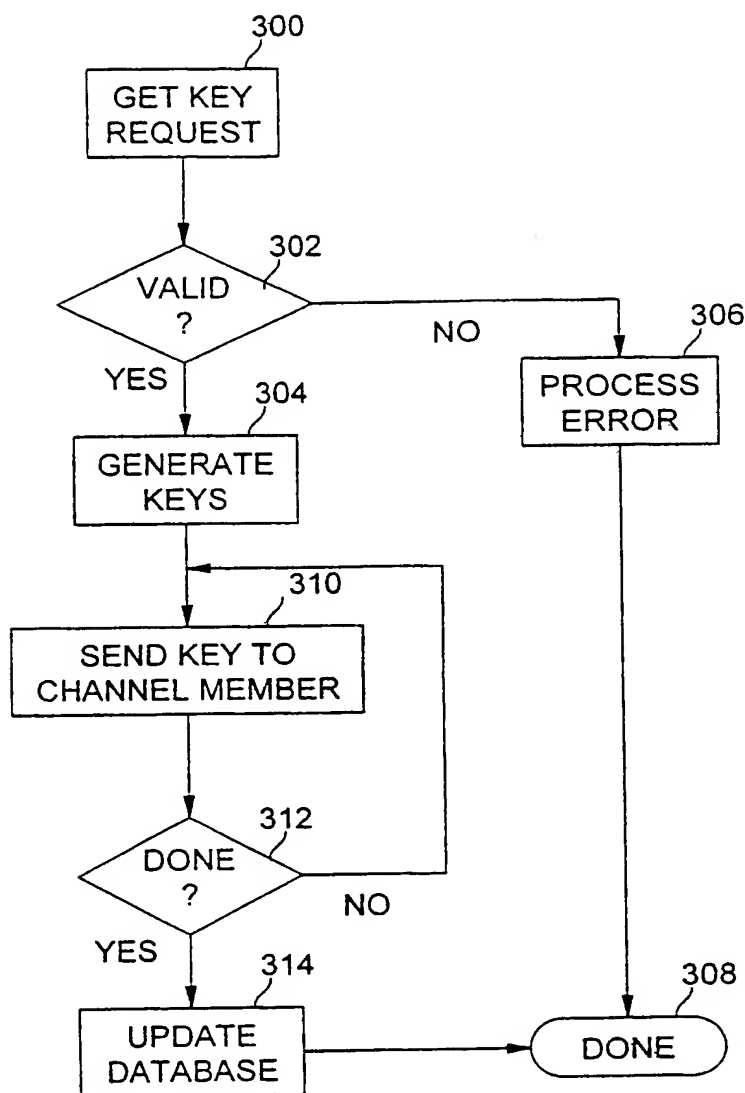 300
GET KEY
REQUEST
302
VALID
?
NO
YES
306
PROCESS
ERROR
304
GENERATE
KEYS
310
SEND KEY TO
CHANNEL MEMBER
312
DONE
?
NO
YES
314
UPDATE
DATABASE
308
DONE